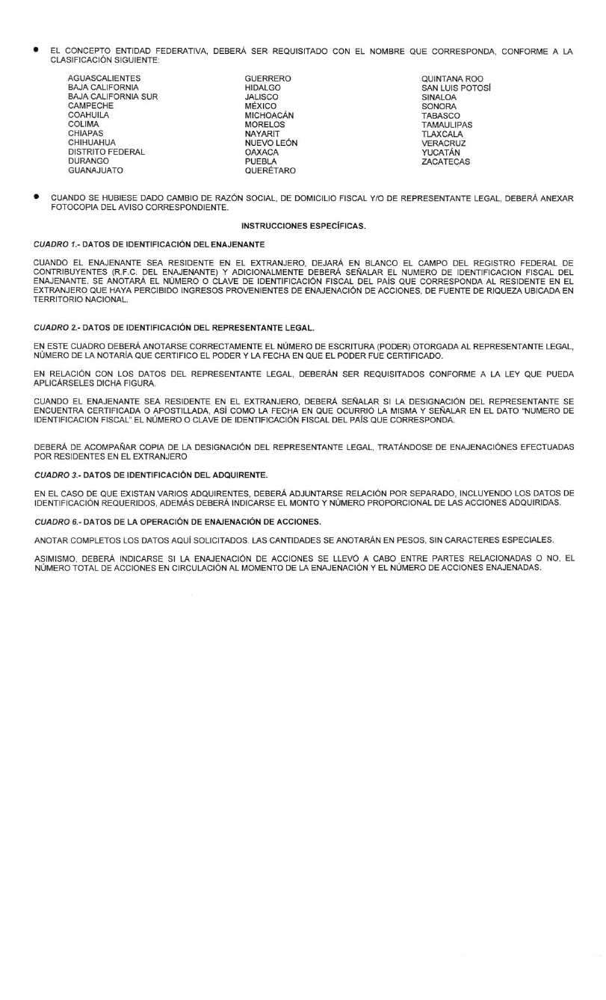 ● EL CONCEPTO ENTIDAD FEDERATIVA, DEBERÁ SER REQUISITADO CON EL NOMBRE QUE CORRESPONDA, CONFORME A LA
CLASIFICACIÓN SIGUIENTE:
AGUASCALIENTES
BAJA CALIFORNIA
BAJA CALIFORNIA SUR
CAMPECHE
COAHUILA
COLIMA
CHIAPAS
CHIHUAHUA
DISTRITO FEDERAL
DURANGO
GUANAJUATO
GUERRERO
HIDALGO
JALISCO
MÉXICO
MICHOACÁN
MORELOS
NAYARIT
NUEVO LEÓN
OAXACA
PUEBLA
QUERÉTARO
QUINTANA ROO
SAN LUIS POTOSÍ
SINALOA
SONORA
TABASCO
TAMAULIPAS
TLAXCALA
VERACRUZ
YUCATÁN
ZACATECAS
● CUANDO SE HUBIESE DADO CAMBIO DE RAZÓN SOCIAL, DE DOMICILIO FISCAL Y/O DE REPRESENTANTE LEGAL, DEBERÁ ANEXAR
FOTOCOPIA DEL AVISO CORRESPONDIENTE.
INSTRUCCIONES ESPECÍFICAS.
CUADRO 1.- DATOS DE IDENTIFICACIÓN DEL ENAJENANTE
CUANDO EL ENAJENANTE SEA RESIDENTE EN EL EXTRANJERO, DEJARÁ EN BLANCO EL CAMPO DEL REGISTRO FEDERAL DE
CONTRIBUYENTES (R.F.C. DEL ENAJENANTE) Y ADICIONALMENTE DEBERÁ SEÑALAR EL NUMERO DE IDENTIFICACION FISCAL DEL
ENAJENANTE. SE ANOTARÁ EL NÚMERO O CLAVE DE IDENTIFICACIÓN FISCAL DEL PAÍS QUE CORRESPONDA AL RESIDENTE EN EL
EXTRANJERO QUE HAYA PERCIBIDO INGRESOS PROVENIENTES DE ENAJENACIÓN DE ACCIONES, DE FUENTE DE RIQUEZA UBICADA EN
TERRITORIO NACIONAL.
CUADRO 2.- DATOS DE IDENTIFICACIÓN DEL REPRESENTANTE LEGAL.
EN ESTE CUADRO DEBERÁ ANOTARSE CORRECTAMENTE EL NÚMERO DE ESCRITURA (PODER) OTORGADA AL REPRESENTANTE LEGAL,
NÚMERO DE LA NOTARÍA QUE CERTIFICO EL PODER Y LA FECHA EN QUE EL PODER FUE CERTIFICADO.
EN RELACIÓN CON LOS DATOS DEL REPRESENTANTE LEGAL, DEBERÁN SER REQUISITADOS CONFORME A LA LEY QUE PUEDA
APLICÁRSELES DICHA FIGURA.
CUANDO EL ENAJENANTE SEA RESIDENTE EN EL EXTRANJERO, DEBERÁ SEÑALAR SI LA DESIGNACIÓN DEL REPRESENTANTE SE
ENCUENTRA CERTIFICADA O APOSTILLADA, ASÍ COMO LA FECHA EN QUE OCURRIÓ LA MISMA Y SEÑALAR EN EL DATO "NUMERO DE
IDENTIFICACION FISCAL" EL NÚMERO O CLAVE DE IDENTIFICACIÓN FISCAL DEL PAÍS QUE CORRESPONDA.
DEBERÁ DE ACOMPAÑAR COPIA DE LA DESIGNACIÓN DEL REPRESENTANTE LEGAL, TRATÁNDOSE DE ENAJENACIÓNES EFECTUADAS
POR RESIDENTES EN EL EXTRANJERO
CUADRO 3.- DATOS DE IDENTIFICACIÓN DEL ADQUIRENTE.
EN EL CASO DE QUE EXISTAN VARIOS ADQUIRENTES, DEBERÁ ADJUNTARSE RELACIÓN POR SEPARADO, INCLUYENDO LOS DATOS DE
IDENTIFICACIÓN REQUERIDOS, ADEMÁS DEBERÁ INDICARSE EL MONTO Y NÚMERO PROPORCIONAL DE LAS ACCIONES ADQUIRIDAS.
CUADRO 6.- DATOS DE LA OPERACIÓN DE ENAJENACIÓN DE ACCIONES.
ANOTAR COMPLETOS LOS DATOS AQUÍ SOLICITADOS. LAS CANTIDADES SE ANOTARÁN EN PESOS, SIN CARACTERES ESPECIALES.
ASIMISMO, DEBERÁ INDICARSE SI LA ENAJENACIÓN DE ACCIONES SE LLEVÓ A CABO ENTRE PARTES RELACIONADAS O NO, EL
NÚMERO TOTAL DE ACCIONES EN CIRCULACIÓN AL MOMENTO DE LA ENAJENACIÓN Y EL NÚMERO DE ACCIONES ENAJENADAS.